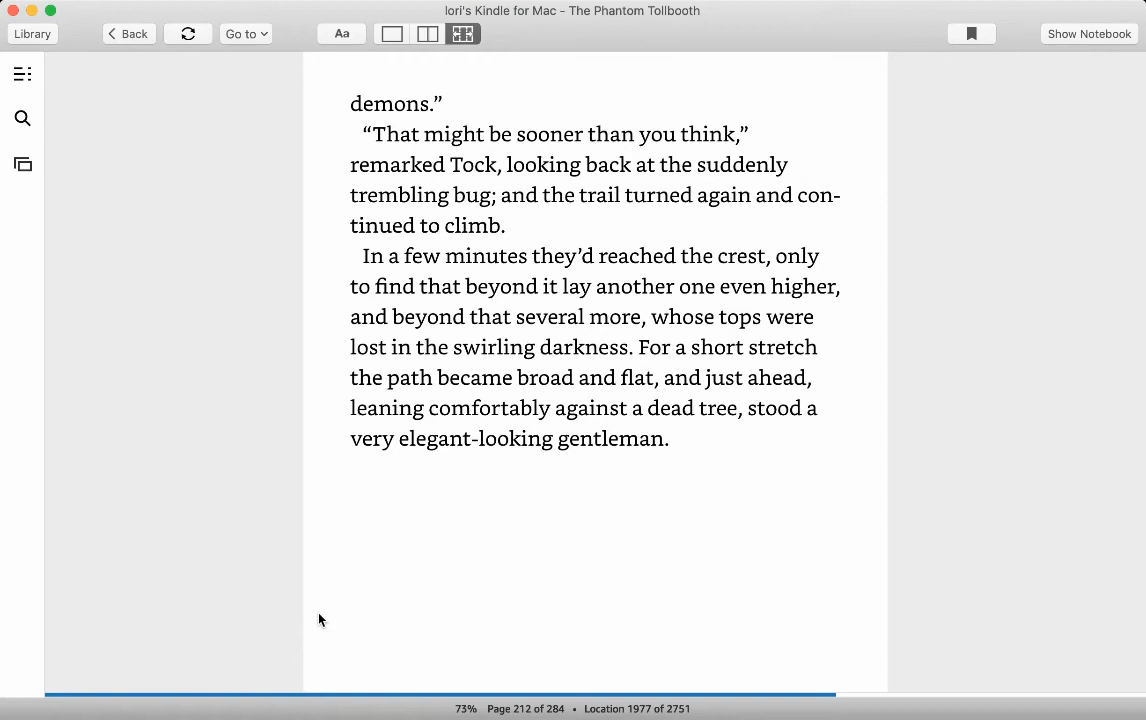 lori's Kindle for Mac - The Phantom Tollbooth
Library
Back
Go to
Aa
Show Notebook
demons.”
“That might be sooner than you think,”
remarked Tock, looking back at the suddenly
trembling bug; and the trail turned again and con-
tinued to climb.
In a few minutes they’d reached the crest, only
to find that beyond it lay another one even higher,
and beyond that several more, whose tops were
lost in the swirling darkness. For a short stretch
the path became broad and flat, and just ahead,
leaning comfortably against a dead tree, stood a
very elegant-looking gentleman.
73% Page 212 of 284 • Location 1977 of 2751